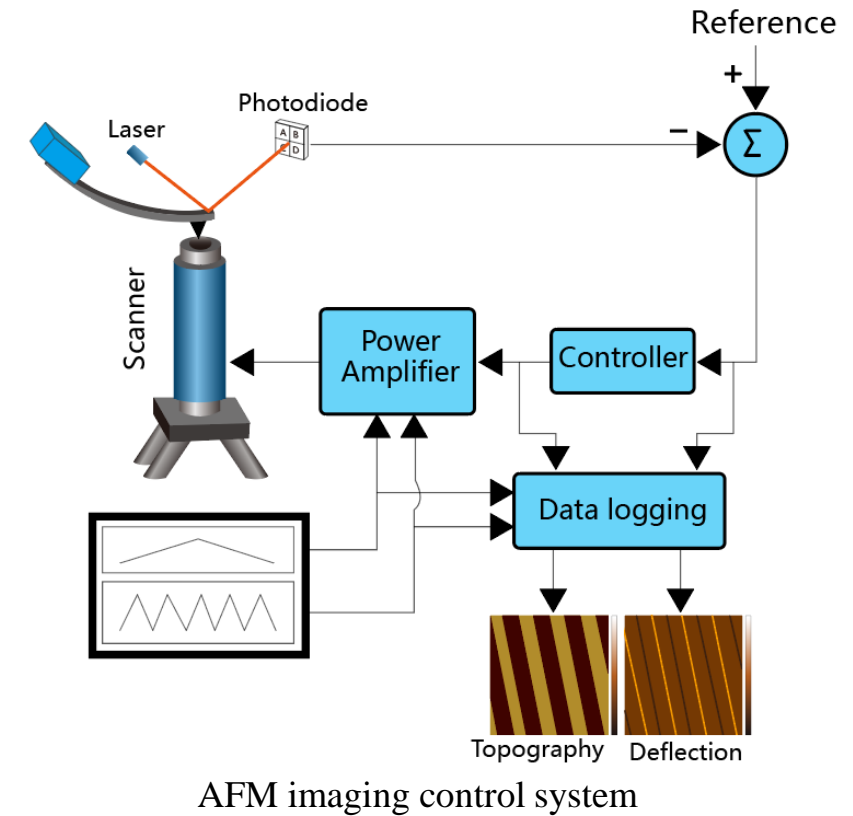 Reference
+
Photodiode
Laser
A B
C D
−
Σ
Scanner
Power
Amplifier
Controller
Data logging
Topography
Deflection
AFM imaging control system